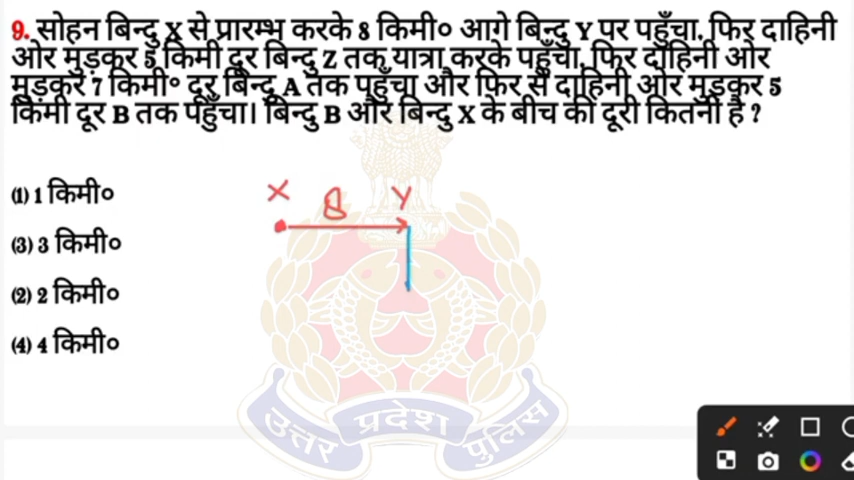 9. सोहन बिन्दु X से प्रारम्भ करके 8 किमी० आगे बिन्दु Y पर पहुँचा. फिर दाहिनी
ओर मुड़कर 5 किमी दूर बिन्दु Z तक यात्रा करके पहुँचा. फिर दाहिनी ओर
मुड़कर 7 किमी० दूर बिन्दु A तक पहुँचा और फिर से दाहिनी ओर मुड़कर 5
किमी दूर B तक पहुँचा। बिन्दु B और बिन्दु X के बीच की दूरी कितनी है ?
(1) 1 किमी०
(3) 3 किमी०
(2) 2 किमी०
(4) 4 किमी०
X 8 Y
उत्तर प्रदेश पुलिस